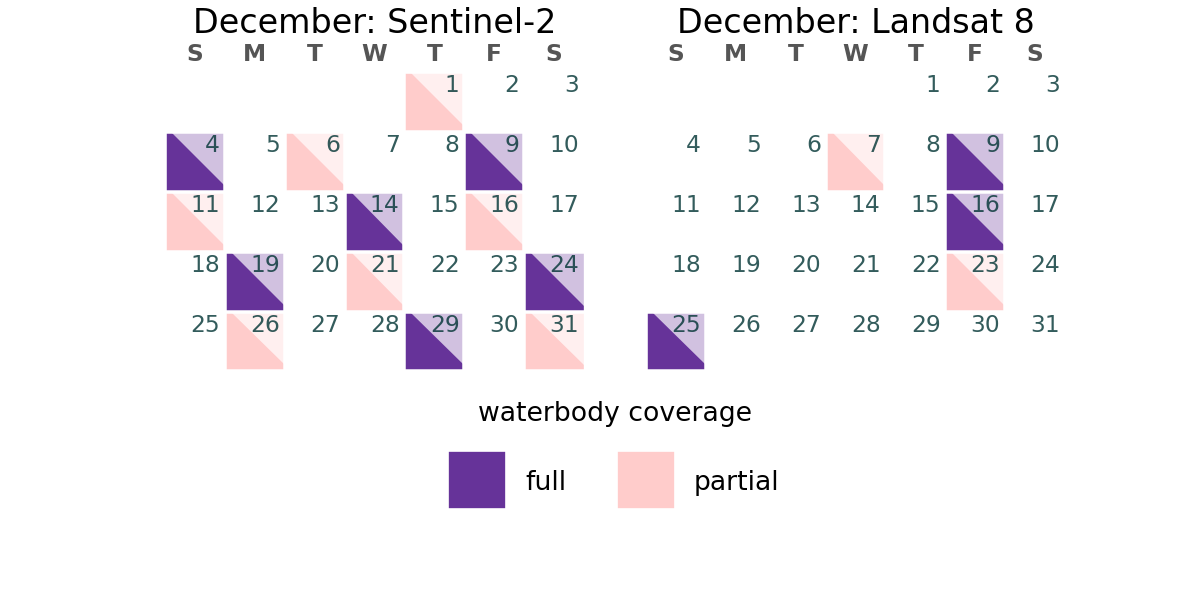 December: Sentinel-2
S M T W T F S
1 2 3
4 5 6 7 8 9 10
11 12 13 14 15 16 17
18 19 20 21 22 23 24
25 26 27 28 29 30 31
December: Landsat 8
S M T W T F S
1 2 3
4 5 6 7 8 9 10
11 12 13 14 15 16 17
18 19 20 21 22 23 24
25 26 27 28 29 30 31
waterbody coverage
full
partial